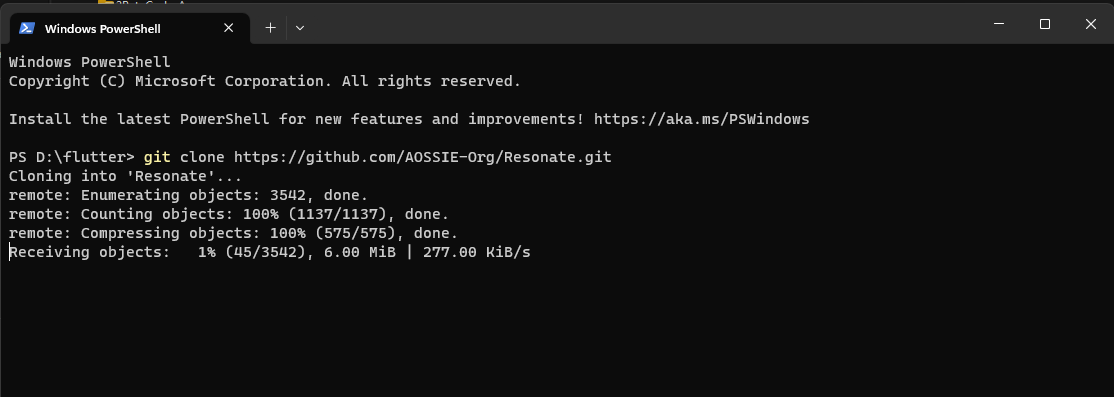 Windows PowerShell
Windows PowerShell
Copyright (C) Microsoft Corporation. All rights reserved.
Install the latest PowerShell for new features and improvements! https://aka.ms/PSWindows
PS D:\flutter> git clone https://github.com/AOSSIE-Org/Resonate.git
Cloning into 'Resonate'...
remote: Enumerating objects: 3542, done.
remote: Counting objects: 100% (1137/1137), done.
remote: Compressing objects: 100% (575/575), done.
Receiving objects:   1% (45/3542), 6.00 MiB | 277.00 KiB/s